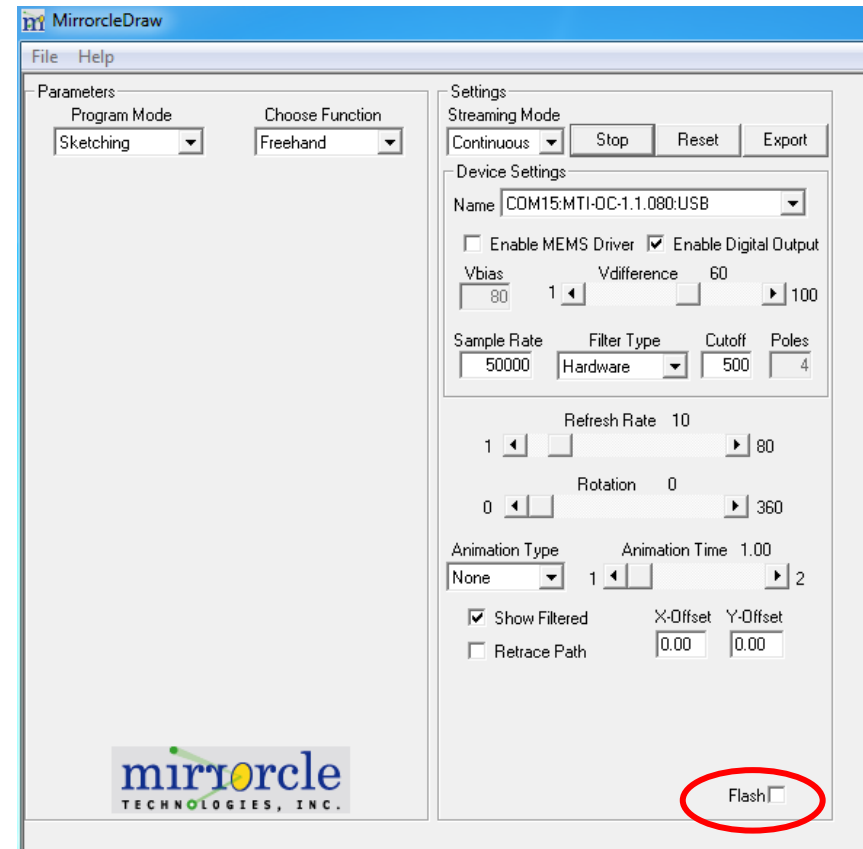 MirrorcleDraw
File Help
Parameters
Program Mode Choose Function
Sketching Freehand
Settings
Streaming Mode
Continuous Stop Reset Export
Device Settings
Name COM15:MTI-OC-1.1.080:USB
Enable MEMS Driver Enable Digital Output
Vbias Vdifference 60
80 1 100
Sample Rate Filter Type Cutoff Poles
50000 Hardware 500 4
Refresh Rate 10
1 80
Rotation 0
0 360
Animation Type Animation Time 1.00
None 1 2
Show Filtered X-Offset Y-Offset
Retrace Path 0.00 0.00
mirrorcle
TECHNOLOGIES, INC.
Flash